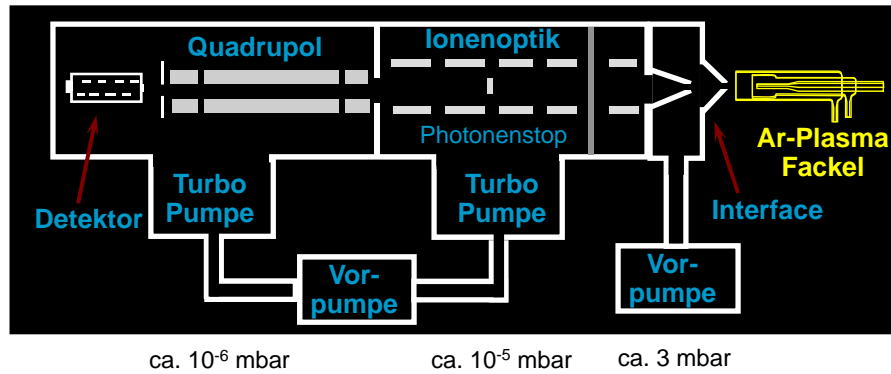 Quadrupol
Ionenoptik
Photonenstop
Ar-Plasma
Fackel
Detektor
Turbo
Pumpe
Turbo
Pumpe
Interface
Vor-
pumpe
Vor-
pumpe
ca. 10⁻⁶ mbar
ca. 10⁻⁵ mbar
ca. 3 mbar